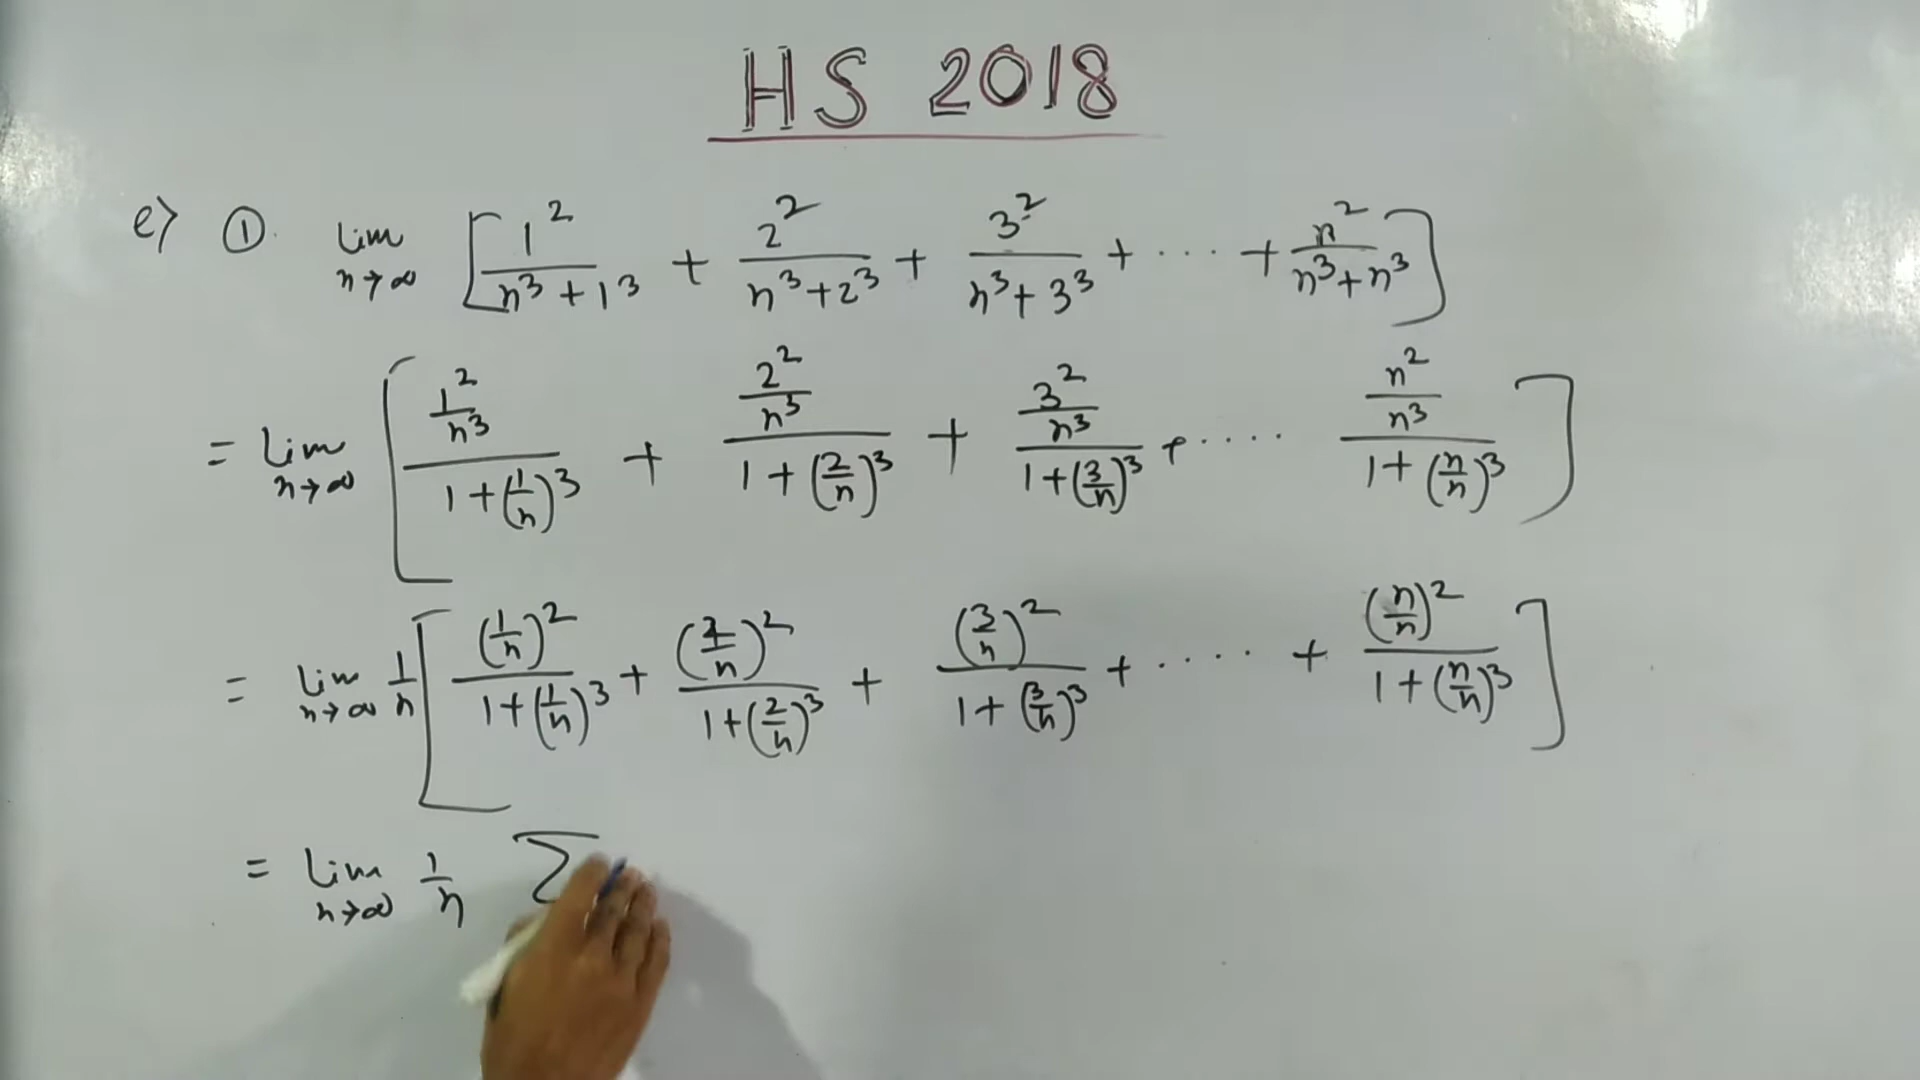 HS 2018
e) ① lim n→∞ [1²/(n³+1³) + 2²/(n³+2³) + 3²/(n³+3³) + .... + n²/(n³+n³)]
= lim n→∞ [(1²/n³)/(1+(1/n)³) + (2²/n³)/(1+(2/n)³) + (3²/n³)/(1+(3/n)³) + ..... (n²/n³)/(1+(n/n)³)]
= lim n→∞ 1/n [(1/n)²/(1+(1/n)³) + (2/n)²/(1+(2/n)³) + (3/n)²/(1+(3/n)³) + ..... + (n/n)²/(1+(n/n)³)]
= lim n→∞ 1/n Σ